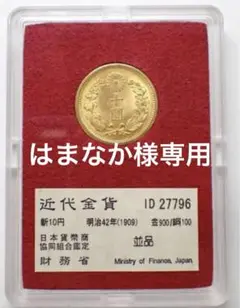 はまなか様専用
近代金貨 ID 27796
新10円 明治42年(1909) 金900/銅100
日本貨幣商
協同組合鑑定
並品
財務省 Ministry of Finance, Japan